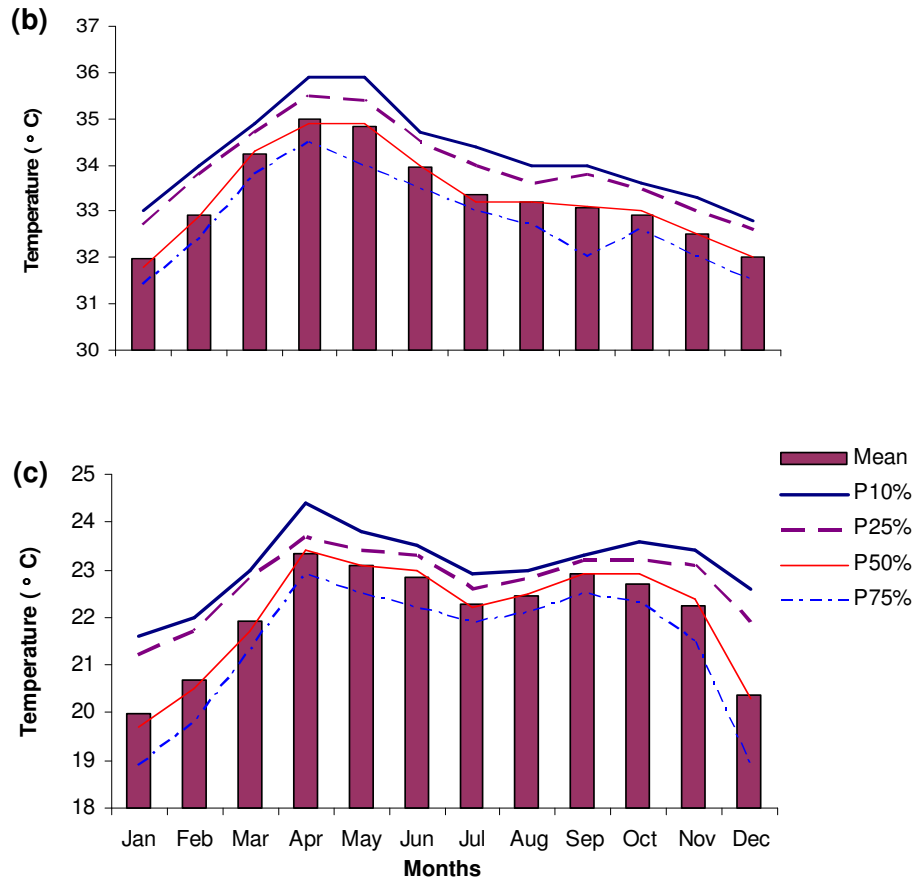 (b)
37
36
35
34
33
32
31
30
Temperature ( ° C)
(c)
25
24
23
22
21
20
19
18
Temperature ( ° C)
Jan Feb Mar Apr May Jun Jul Aug Sep Oct Nov Dec
Months
Mean
P10%
P25%
P50%
P75%